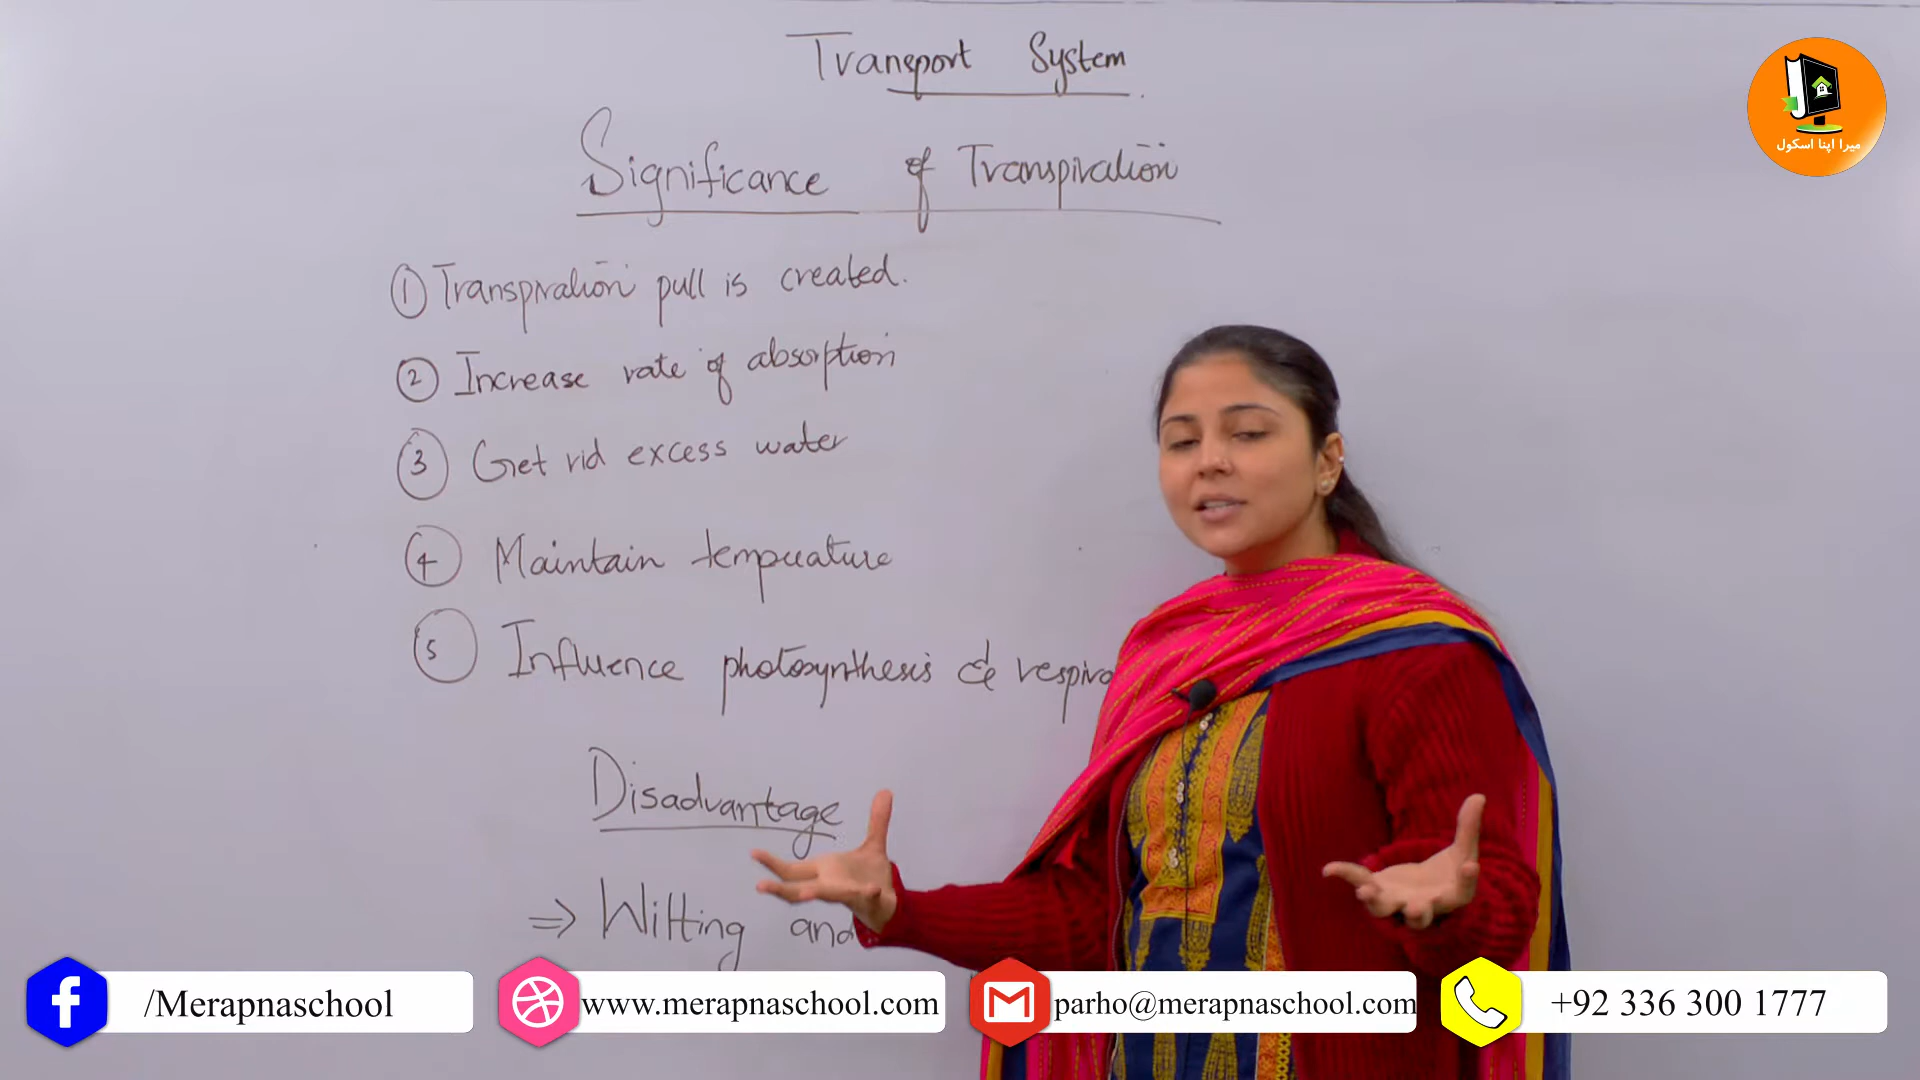 Transport System
میرا اپنا اسکول
Significance of Transpiration
① Transpiration pull is created.
② Increase rate of absorption
③ Get rid excess water
④ Maintain temperature
⑤ Influence photosynthesis & respira
Disadvantage
⇒ Wilting and
/Merapnaschool
www.merapnaschool.com
parho@merapnaschool.com
+92 336 300 1777